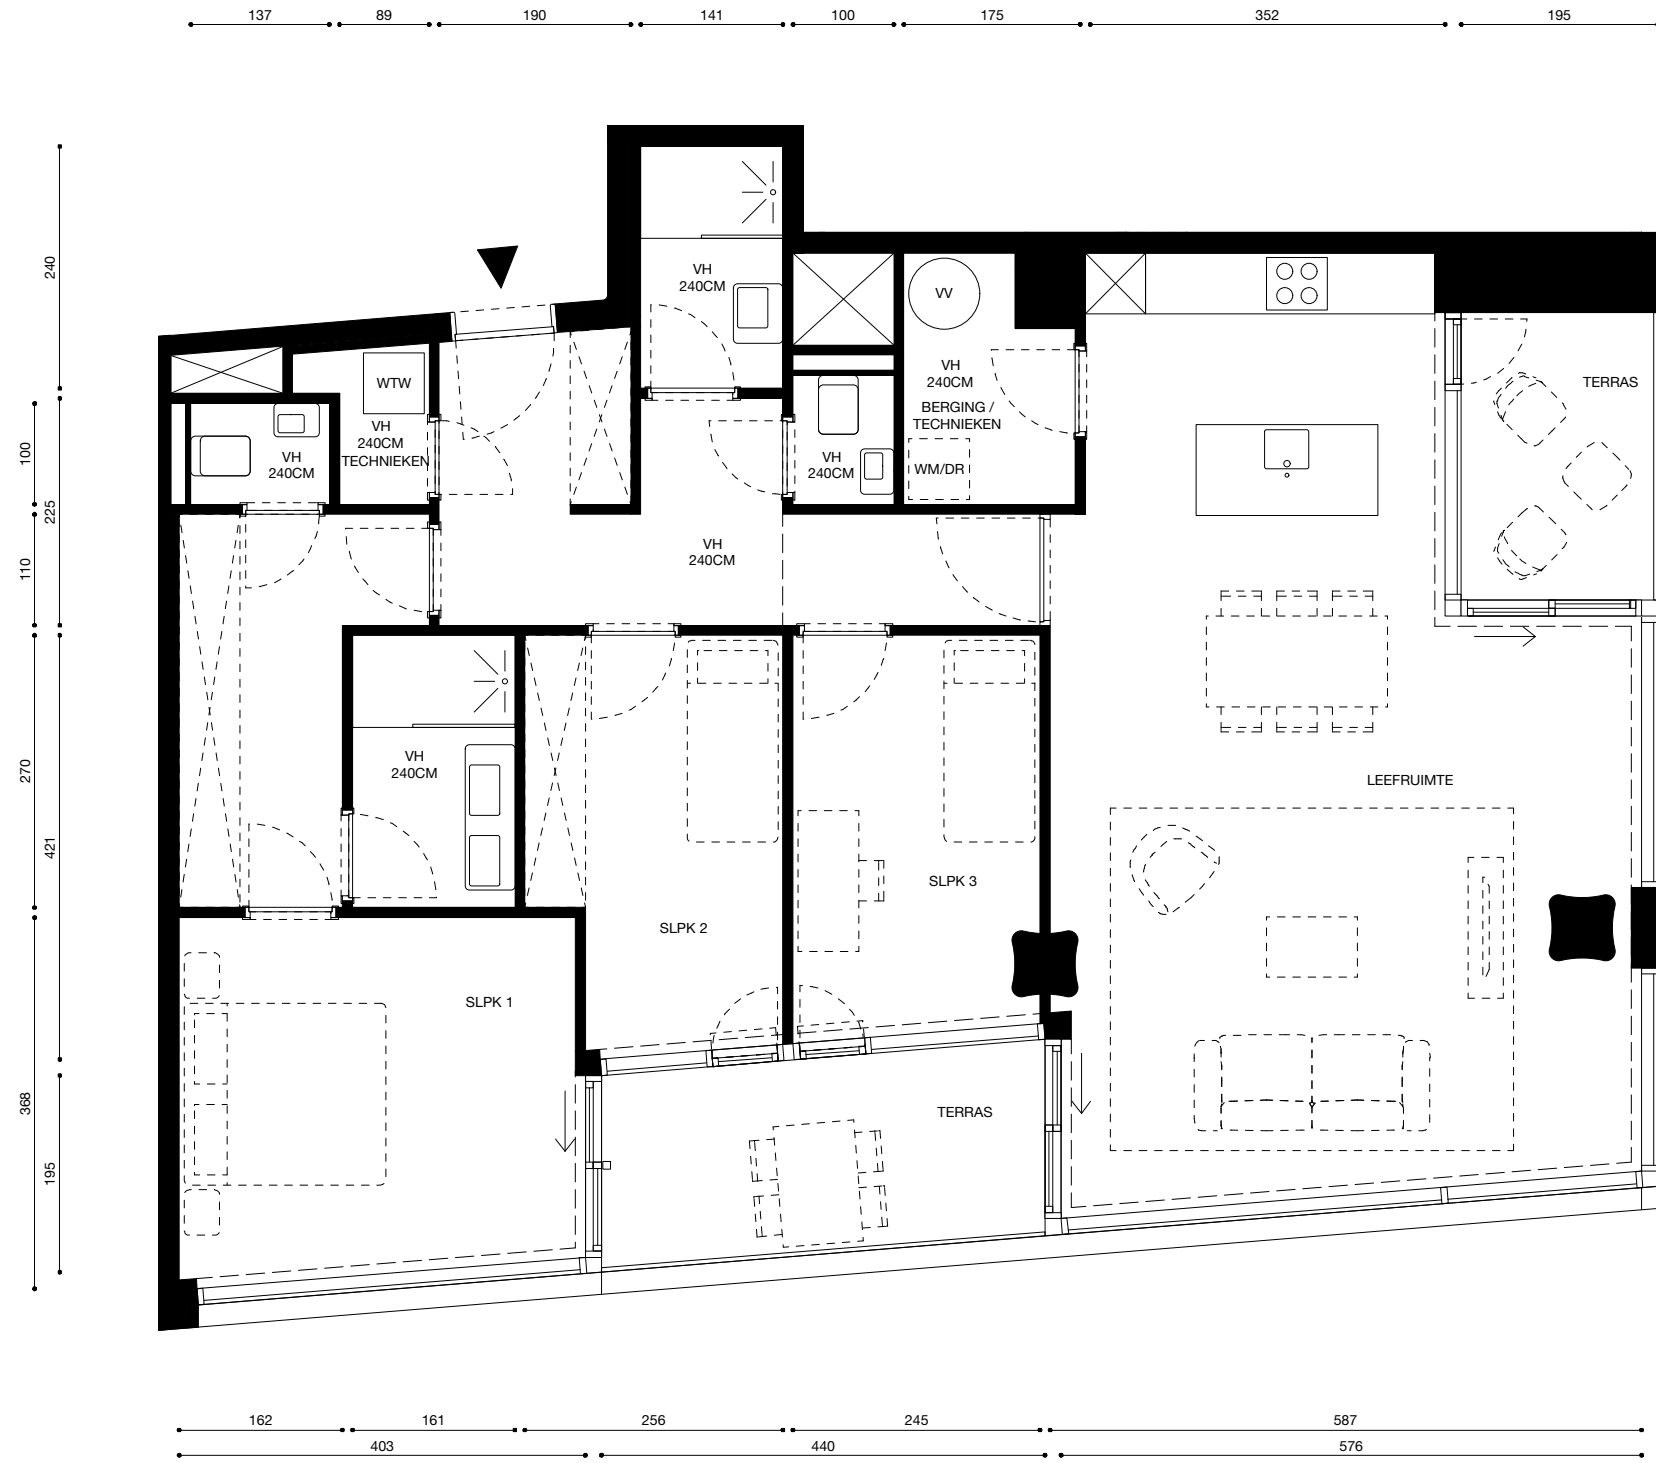 137 89 190 141 100 175 352 195
240
VH
240CM
VV
VH
240CM
BERGING /
TECHNIEKEN
WM/DR
TERRAS
WTW
VH
240CM
TECHNIEKEN
VH
240CM
VH
240CM
100
225
110
VH
240CM
270
421
VH
240CM
LEEFRUIMTE
SLPK 3
SLPK 2
SLPK 1
368
195
TERRAS
162 161 256 245 587
403 440 576